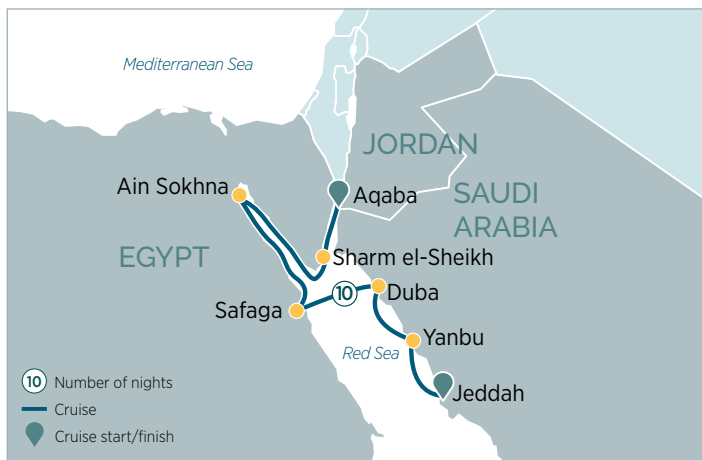 Mediterranean Sea
JORDAN
Ain Sokhna
Aqaba
SAUDI
ARABIA
EGYPT
Sharm el-Sheikh
10
Duba
Safaga
Yanbu
Red Sea
10 Number of nights
Cruise
Jeddah
Cruise start/finish